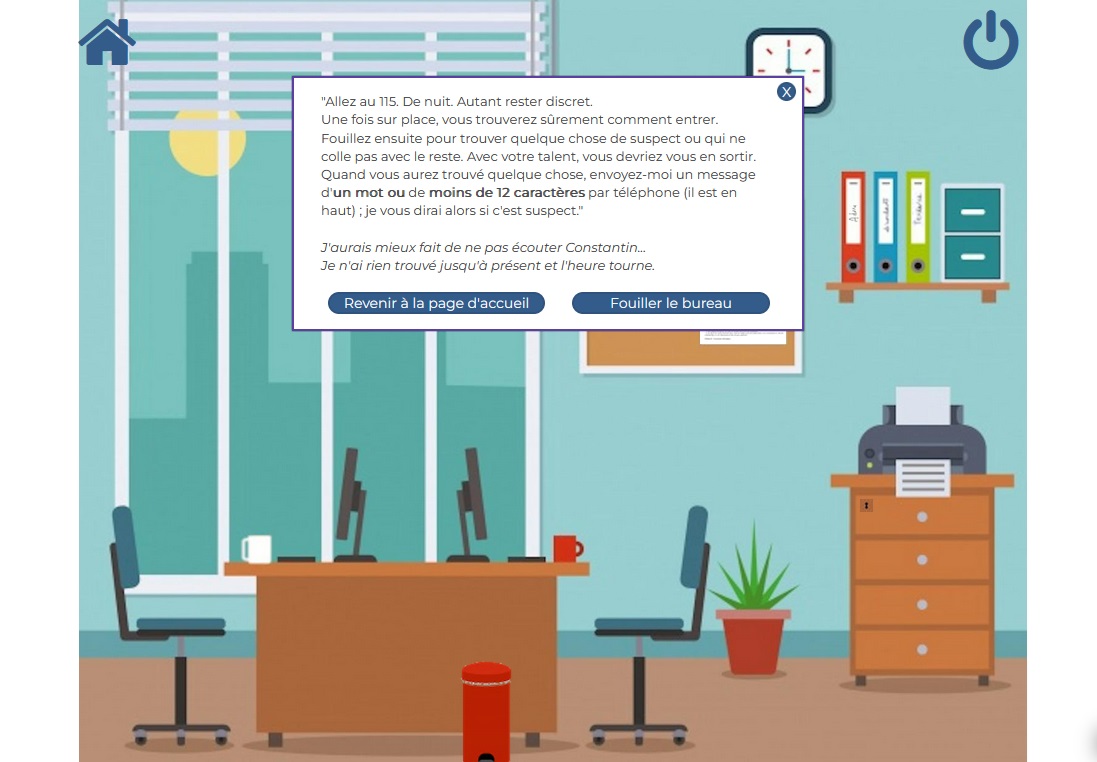 "Allez au 115. De nuit. Autant rester discret.
Une fois sur place, vous trouverez sûrement comment entrer.
Fouillez ensuite pour trouver quelque chose de suspect ou qui ne
colle pas avec le reste. Avec votre talent, vous devriez vous en sortir.
Quand vous aurez trouvé quelque chose, envoyez-moi un message
d'un mot ou de moins de 12 caractères par téléphone (il est en
haut) ; je vous dirai alors si c'est suspect."
J'aurais mieux fait de ne pas écouter Constantin...
Je n'ai rien trouvé jusqu'à présent et l'heure tourne.
Revenir à la page d'accueil
Fouiller le bureau
X